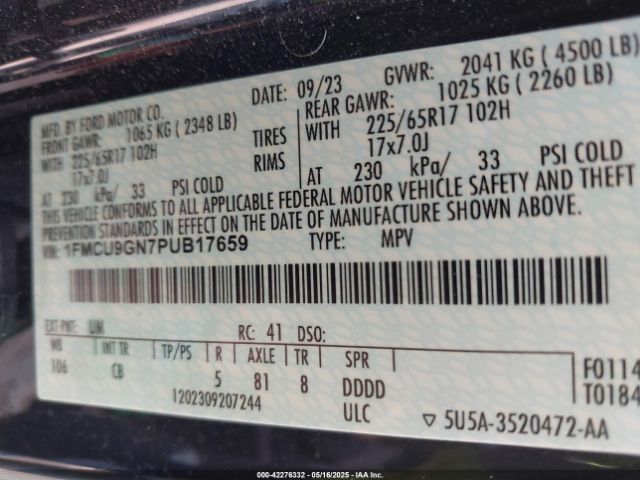 MFD. BY FORD MOTOR CO.
DATE: 09/23 GVWR: 2041 KG ( 4500 LB)
FRONT GAWR: 1065 KG ( 2348 LB)
REAR GAWR: 1025 KG ( 2260 LB)
WITH 225/65R17 102H TIRES WITH 225/65R17 102H
17x7.0J RIMS 17x7.0J
AT 230 kPa/ 33 PSI COLD AT 230 kPa/ 33 PSI COLD
THIS VEHICLE CONFORMS TO ALL APPLICABLE FEDERAL MOTOR VEHICLE SAFETY AND THEFT
PREVENTION STANDARDS IN EFFECT ON THE DATE OF MANUFACTURE SHOWN ABOVE.
VIN: 1FMCU9GN7PUB17659 TYPE: MPV
EXT PNT: UM RC: 41 DSO:
WB INT TR TP/PS R AXLE TR SPR
106 CB 5 81 8 DDDD
F0114
T0184
1202309207244 ULC ▽ 5U5A-3520472-AA
000-42276332 - 05/16/2025 - IAA Inc.